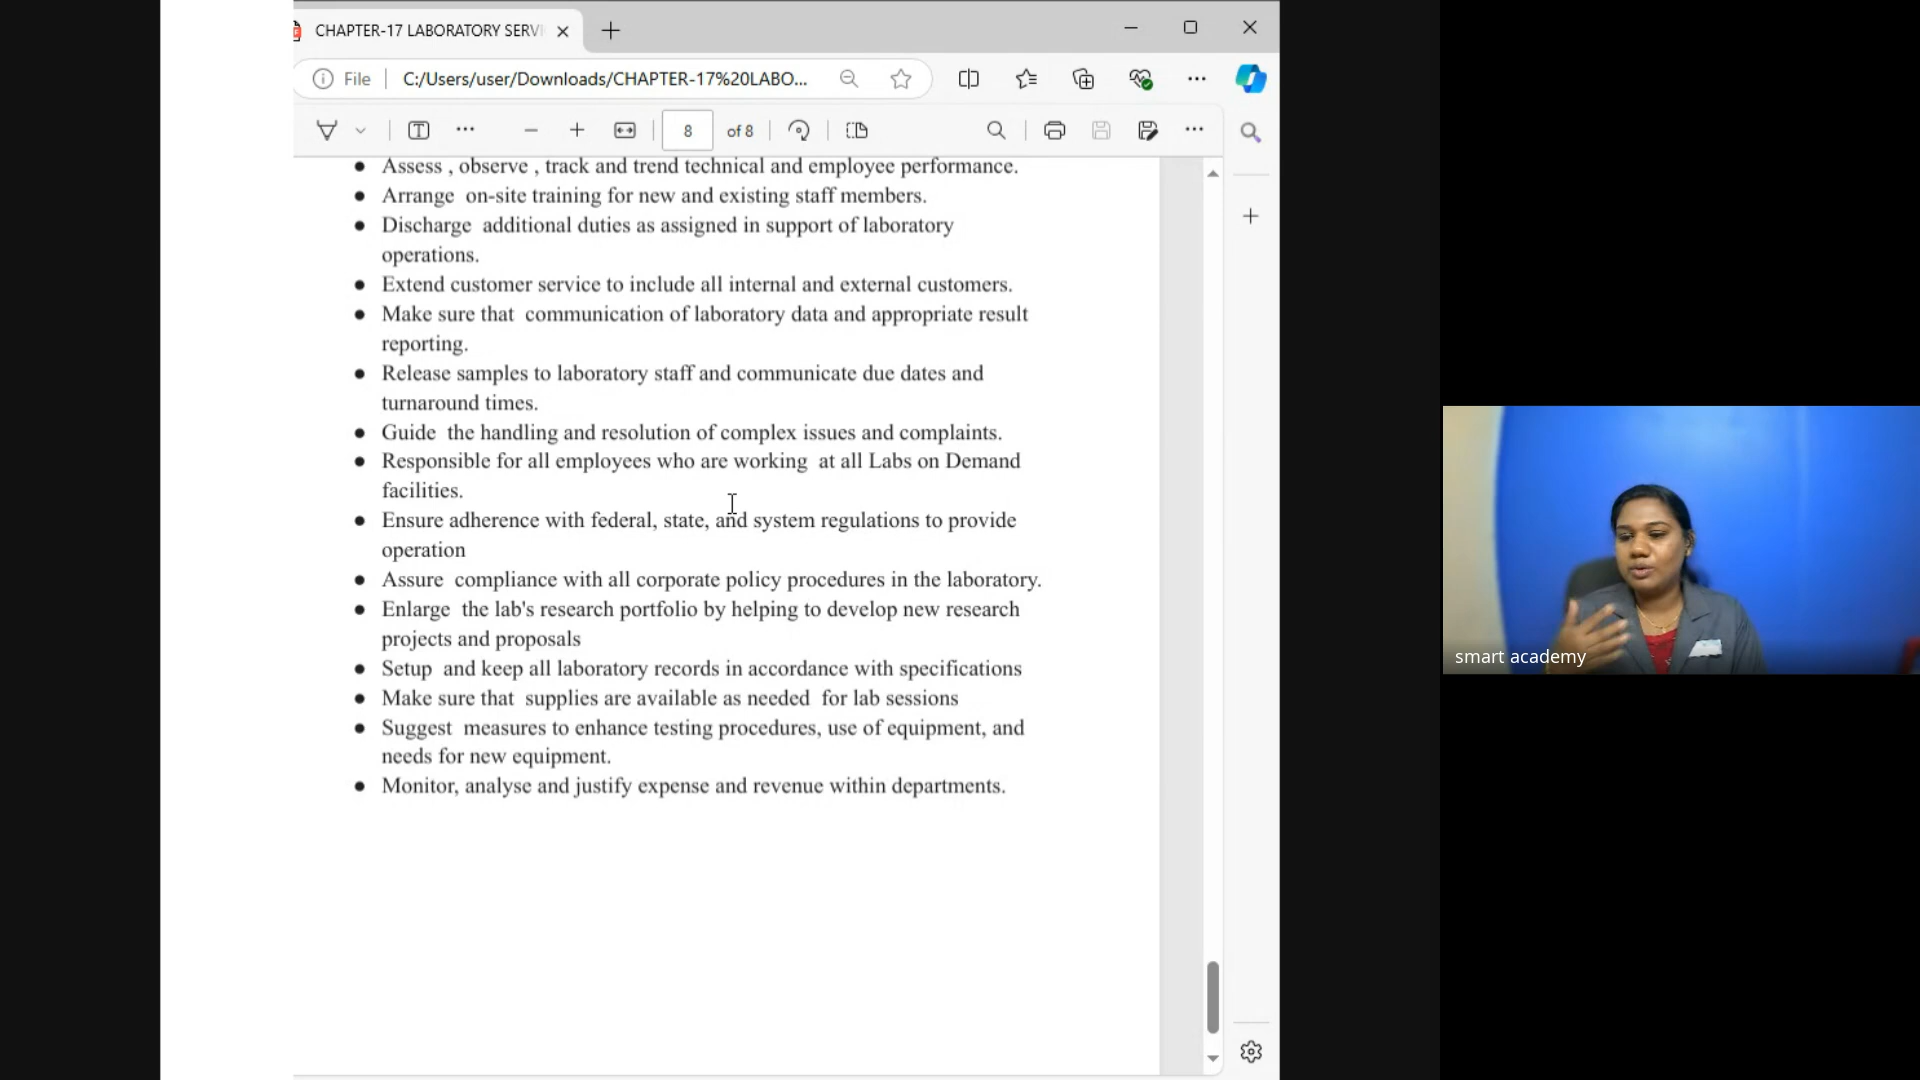 CHAPTER-17 LABORATORY SERV
File
C:/Users/user/Downloads/CHAPTER-17%20LABO...
8
of 8
● Assess , observe , track and trend technical and employee performance.
● Arrange  on-site training for new and existing staff members.
● Discharge  additional duties as assigned in support of laboratory
operations.
● Extend customer service to include all internal and external customers.
● Make sure that  communication of laboratory data and appropriate result
reporting.
● Release samples to laboratory staff and communicate due dates and
turnaround times.
● Guide  the handling and resolution of complex issues and complaints.
● Responsible for all employees who are working  at all Labs on Demand
facilities.
● Ensure adherence with federal, state, and system regulations to provide
operation
● Assure  compliance with all corporate policy procedures in the laboratory.
● Enlarge  the lab's research portfolio by helping to develop new research
projects and proposals
● Setup  and keep all laboratory records in accordance with specifications
● Make sure that  supplies are available as needed  for lab sessions
● Suggest  measures to enhance testing procedures, use of equipment, and
needs for new equipment.
● Monitor, analyse and justify expense and revenue within departments.
smart academy